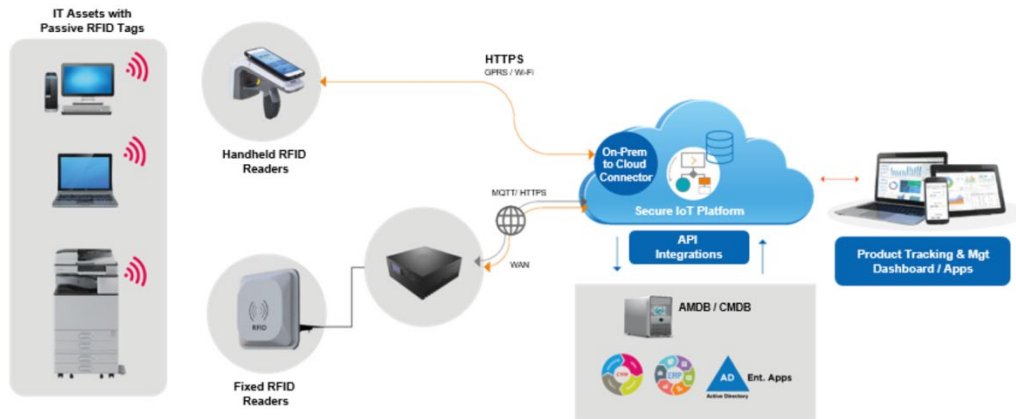 IT Assets with
Passive RFID Tags
HTTPS
GPRS / Wi-Fi
Handheld RFID
Readers
On-Prem
to Cloud
Connector
Secure IoT Platform
MQTT/ HTTPS
WAN
API
Integrations
Product Tracking & Mgt
Dashboard / Apps
RFID
Fixed RFID
Readers
AMDB / CMDB
CRM
ERP
AD
Active Directory
Ent. Apps